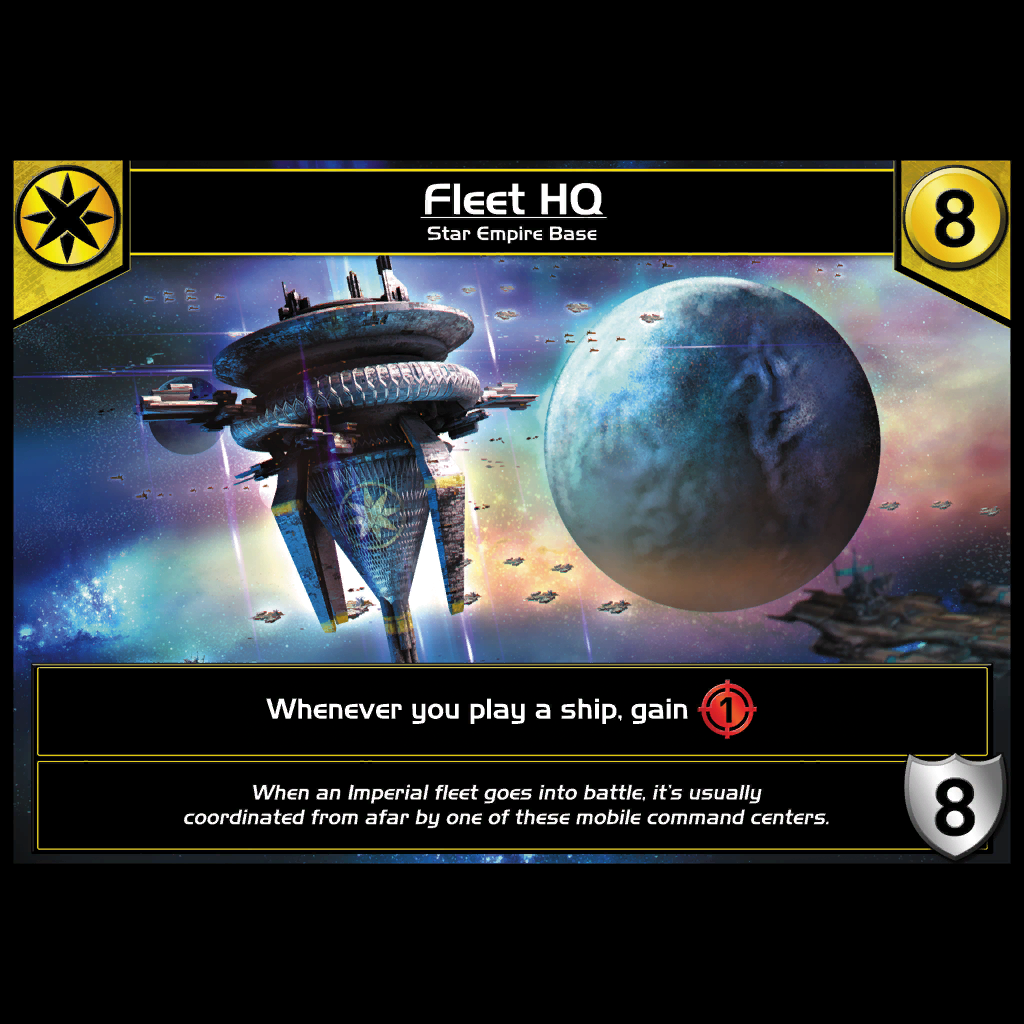 Fleet HQ
8
Star Empire Base
Whenever you play a ship, gain 1
When an Imperial fleet goes into battle, it's usually
coordinated from afar by one of these mobile command centers.
8